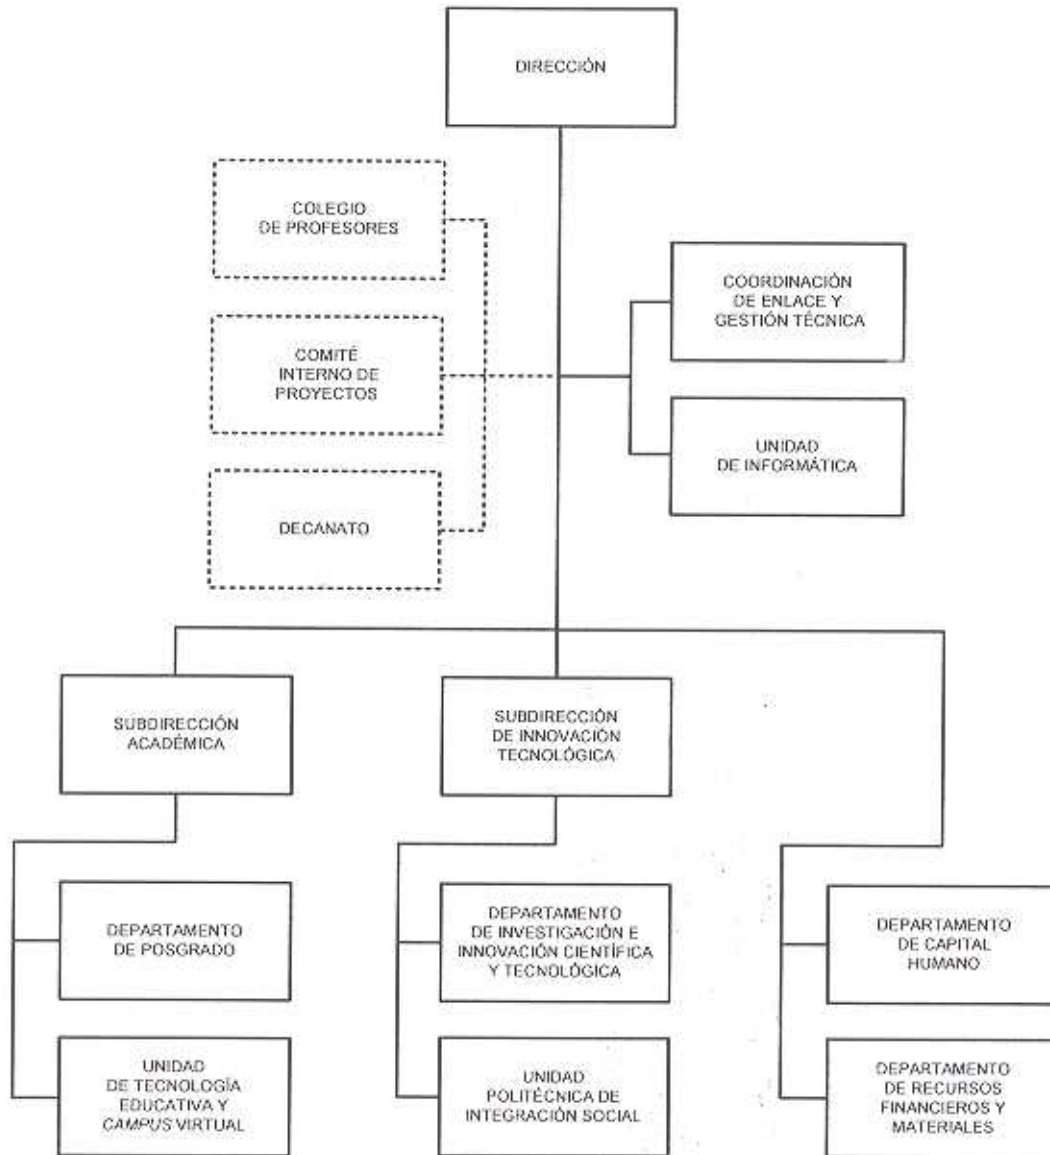 DIRECCIÓN
COLEGIO
DE PROFESORES
COORDINACIÓN
DE ENLACE Y
GESTIÓN TÉCNICA
COMITÉ
INTERNO DE
PROYECTOS
UNIDAD
DE INFORMÁTICA
DECANATO
SUBDIRECCIÓN
ACADÉMICA
SUBDIRECCIÓN
DE INNOVACIÓN
TECNOLÓGICA
DEPARTAMENTO
DE POSGRADO
DEPARTAMENTO
DE INVESTIGACIÓN E
INNOVACIÓN CIENTÍFICA
Y TECNOLÓGICA
DEPARTAMENTO
DE CAPITAL
HUMANO
UNIDAD
DE TECNOLOGÍA
EDUCATIVA Y
CAMPUS VIRTUAL
UNIDAD
POLITÉCNICA DE
INTEGRACIÓN SOCIAL
DEPARTAMENTO
DE RECURSOS
FINANCIEROS Y
MATERIALES